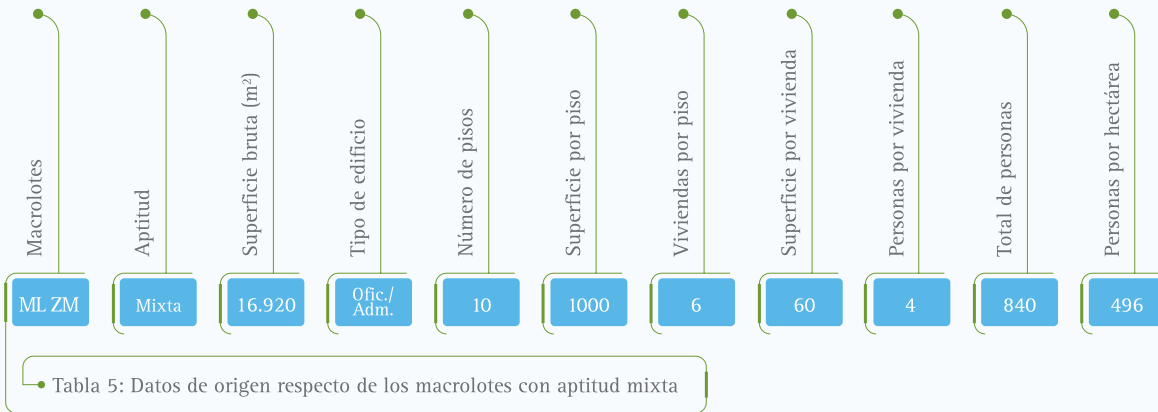 Macrolotes
Aptitud
Superficie bruta (m²)
Tipo de edificio
Número de pisos
Superficie por piso
Viviendas por piso
Superficie por vivienda
Personas por vivienda
Total de personas
Personas por hectárea
ML ZM
Mixta
16.920
Ofic./
Adm.
10
1000
6
60
4
840
496
Tabla 5: Datos de origen respecto de los macrolotes con aptitud mixta